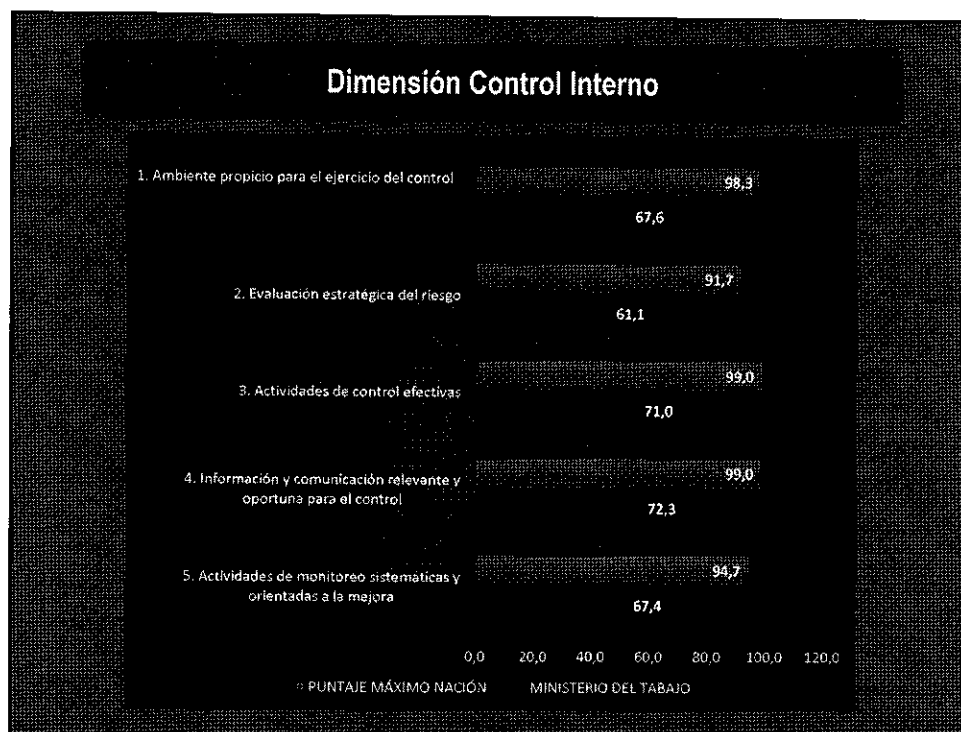 Dimensión Control Interno
1. Ambiente propicio para el ejercicio del control
98,3
67,6
2. Evaluación estratégica del riesgo
91,7
61,1
3. Actividades de control efectivas
99,0
71,0
4. Información y comunicación relevante y
oportuna para el control
99,0
72,3
5. Actividades de monitoreo sistemáticas y
orientadas a la mejora
94,7
67,4
0,0 20,0 40,0 60,0 80,0 100,0 120,0
PUNTAJE MÁXIMO NACIÓN MINISTERIO DEL TABAJO